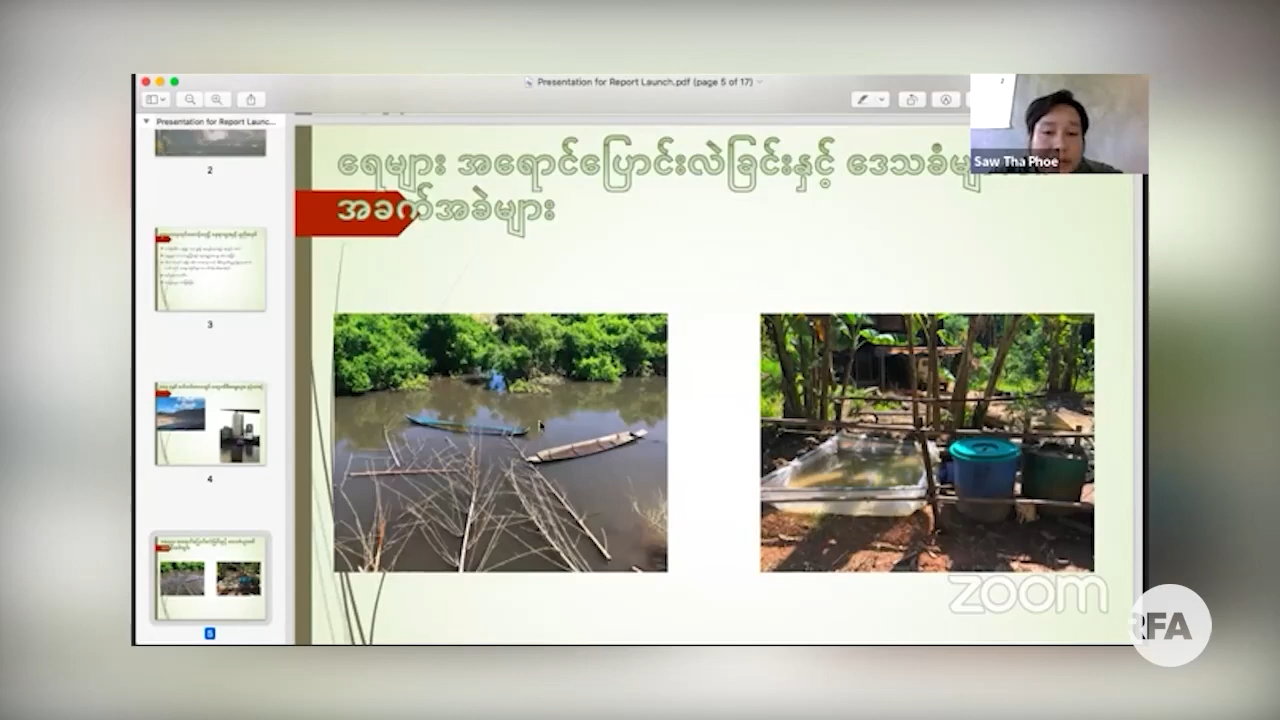 Presentation for Report Launch.pdf (page 5 of 17)
Presentation for Report Launc...
2
3
4
5
ရေများ အရောင်ပြောင်းလဲခြင်းနှင့် ဒေသခံများ
အခက်အခဲများ
Saw Tha Phoe
zoom
RFA